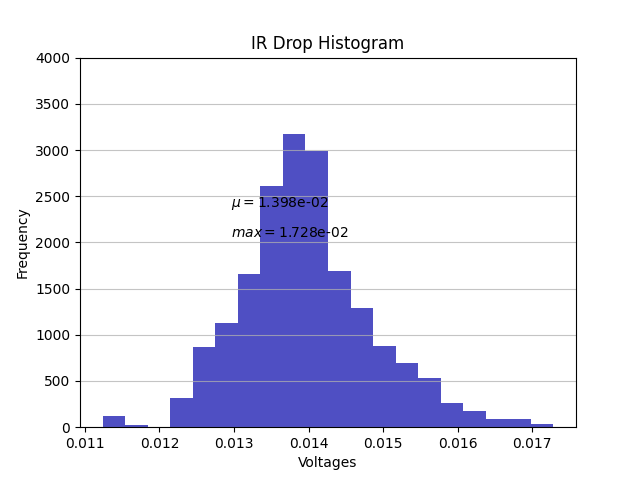 IR Drop Histogram
4000
3500
3000
2500
2000
1500
1000
500
0
Frequency
μ = 1.398e-02
max = 1.728e-02
0.011 0.012 0.013 0.014 0.015 0.016 0.017
Voltages